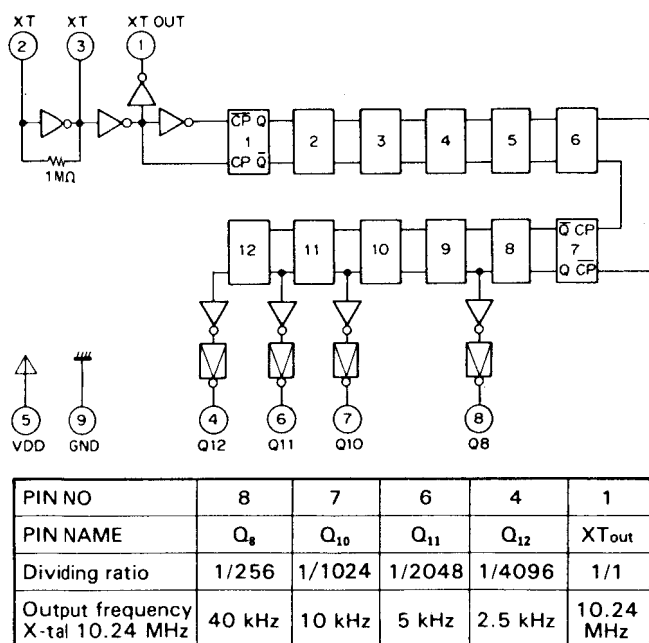 XT XT XT OUT
2 3 1
1MΩ
C̅P̅ Q
1
CP Q̅
2 3 4 5 6
12 11 10 9 8
Q̅ CP
7
Q C̅P̅
4 6 7 8
Q12 Q11 Q10 Q8
5 9
VDD GND
PIN NO 8 7 6 4 1
PIN NAME Q₈ Q₁₀ Q₁₁ Q₁₂ XTout
Dividing ratio 1/256 1/1024 1/2048 1/4096 1/1
Output frequency
X-tal 10.24 MHz 40 kHz 10 kHz 5 kHz 2.5 kHz 10.24
MHz